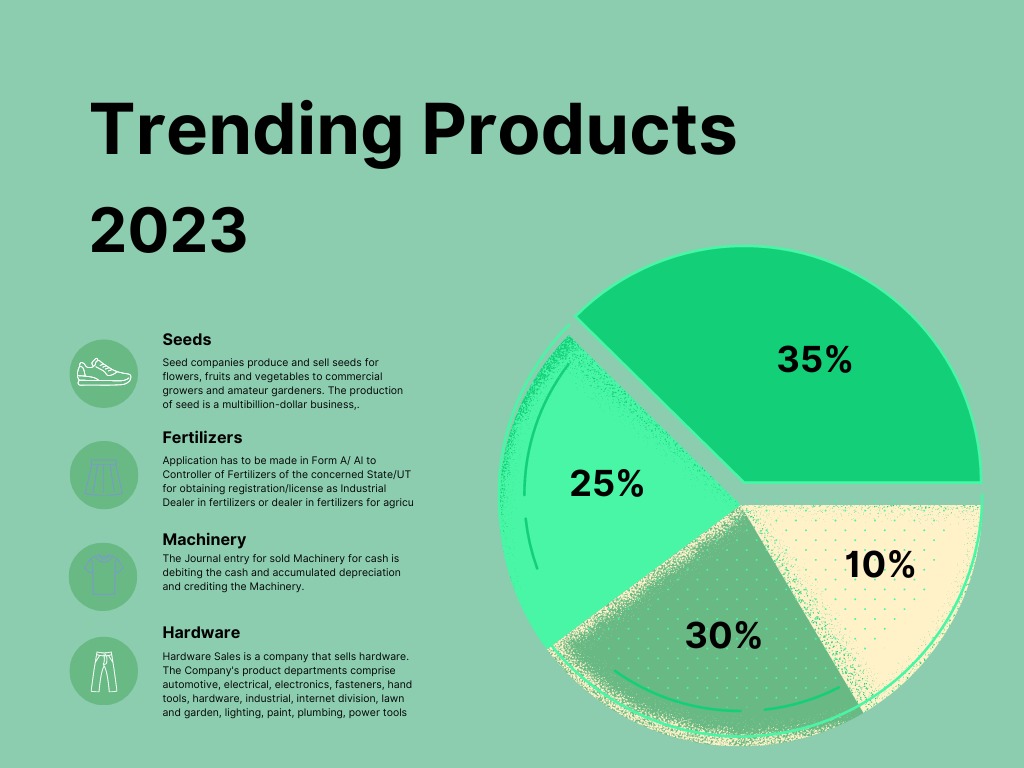 Trending Products
2023
Seeds
Seed companies produce and sell seeds for
flowers, fruits and vegetables to commercial
growers and amateur gardeners. The production
of seed is a multibillion-dollar business,.
Fertilizers
Application has to be made in Form A/ AI to
Controller of Fertilizers of the concerned State/UT
for obtaining registration/license as Industrial
Dealer in fertilizers or dealer in fertilizers for agricu
Machinery
The Journal entry for sold Machinery for cash is
debiting the cash and accumulated depreciation
and crediting the Machinery.
Hardware
Hardware Sales is a company that sells hardware.
The Company's product departments comprise
automotive, electrical, electronics, fasteners, hand
tools, hardware, industrial, internet division, lawn
and garden, lighting, paint, plumbing, power tools
35%
25%
10%
30%